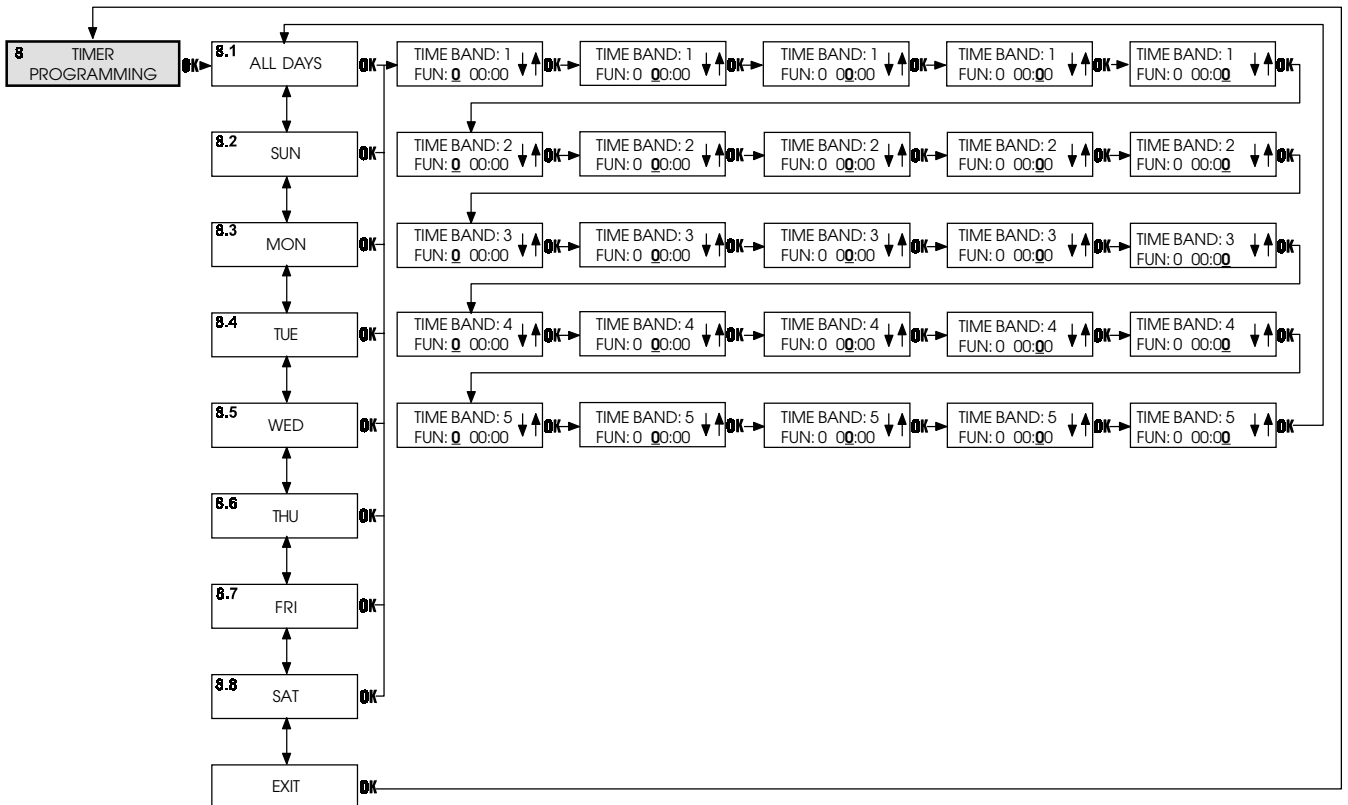 8 TIMER
PROGRAMMING
OK
8.1
ALL DAYS
OK
TIME BAND: 1
FUN: 0 00:00
OK
TIME BAND: 1
FUN: 0 00:00
OK
TIME BAND: 1
FUN: 0 00:00
OK
TIME BAND: 1
FUN: 0 00:00
OK
TIME BAND: 1
FUN: 0 00:00
OK
8.2
SUN
OK
TIME BAND: 2
FUN: 0 00:00
OK
TIME BAND: 2
FUN: 0 00:00
OK
TIME BAND: 2
FUN: 0 00:00
OK
TIME BAND: 2
FUN: 0 00:00
OK
TIME BAND: 2
FUN: 0 00:00
OK
8.3
MON
OK
TIME BAND: 3
FUN: 0 00:00
OK
TIME BAND: 3
FUN: 0 00:00
OK
TIME BAND: 3
FUN: 0 00:00
OK
TIME BAND: 3
FUN: 0 00:00
OK
TIME BAND: 3
FUN: 0 00:00
OK
8.4
TUE
OK
TIME BAND: 4
FUN: 0 00:00
OK
TIME BAND: 4
FUN: 0 00:00
OK
TIME BAND: 4
FUN: 0 00:00
OK
TIME BAND: 4
FUN: 0 00:00
OK
TIME BAND: 4
FUN: 0 00:00
OK
8.5
WED
OK
TIME BAND: 5
FUN: 0 00:00
OK
TIME BAND: 5
FUN: 0 00:00
OK
TIME BAND: 5
FUN: 0 00:00
OK
TIME BAND: 5
FUN: 0 00:00
OK
TIME BAND: 5
FUN: 0 00:00
OK
8.6
THU
OK
8.7
FRI
OK
8.8
SAT
OK
EXIT
OK